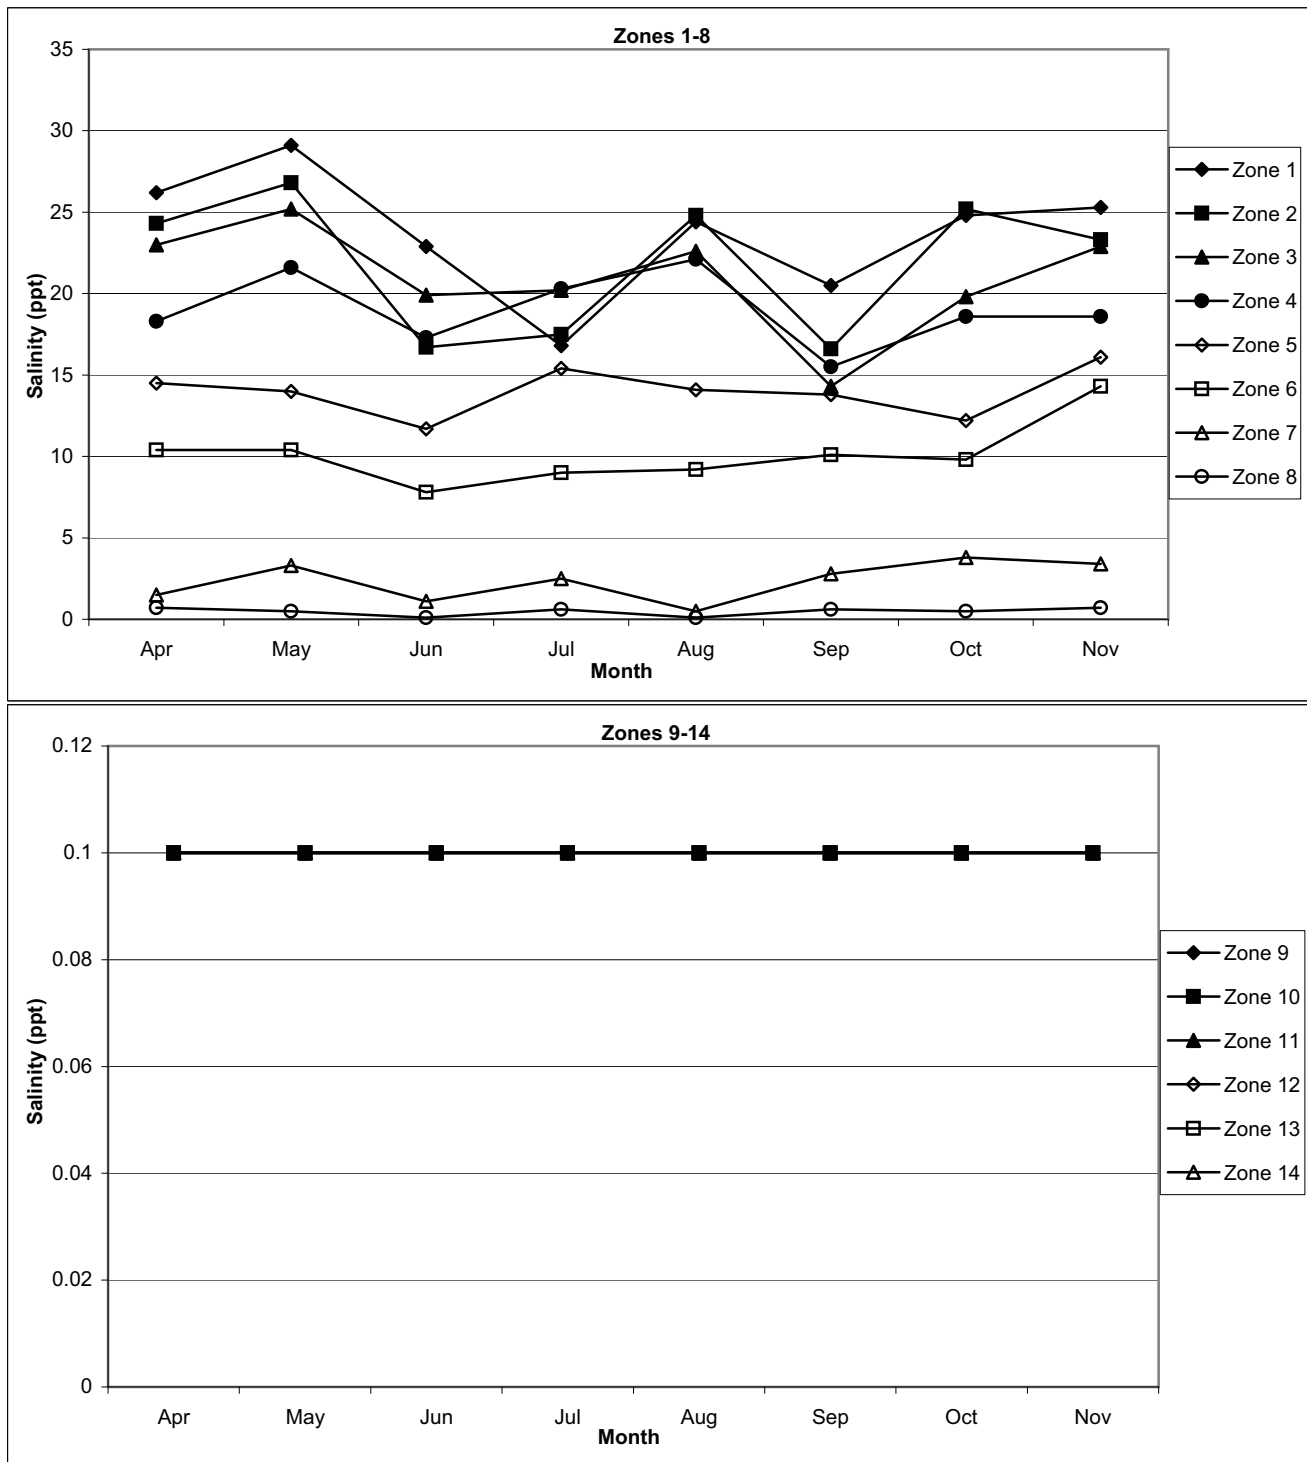 Zones 1-8
35
30
25
20
15
10
5
0
Salinity (ppt)
Apr May Jun Jul Aug Sep Oct Nov
Month
Zone 1
Zone 2
Zone 3
Zone 4
Zone 5
Zone 6
Zone 7
Zone 8
Zones 9-14
0.12
0.1
0.08
0.06
0.04
0.02
0
Salinity (ppt)
Apr May Jun Jul Aug Sep Oct Nov
Month
Zone 9
Zone 10
Zone 11
Zone 12
Zone 13
Zone 14